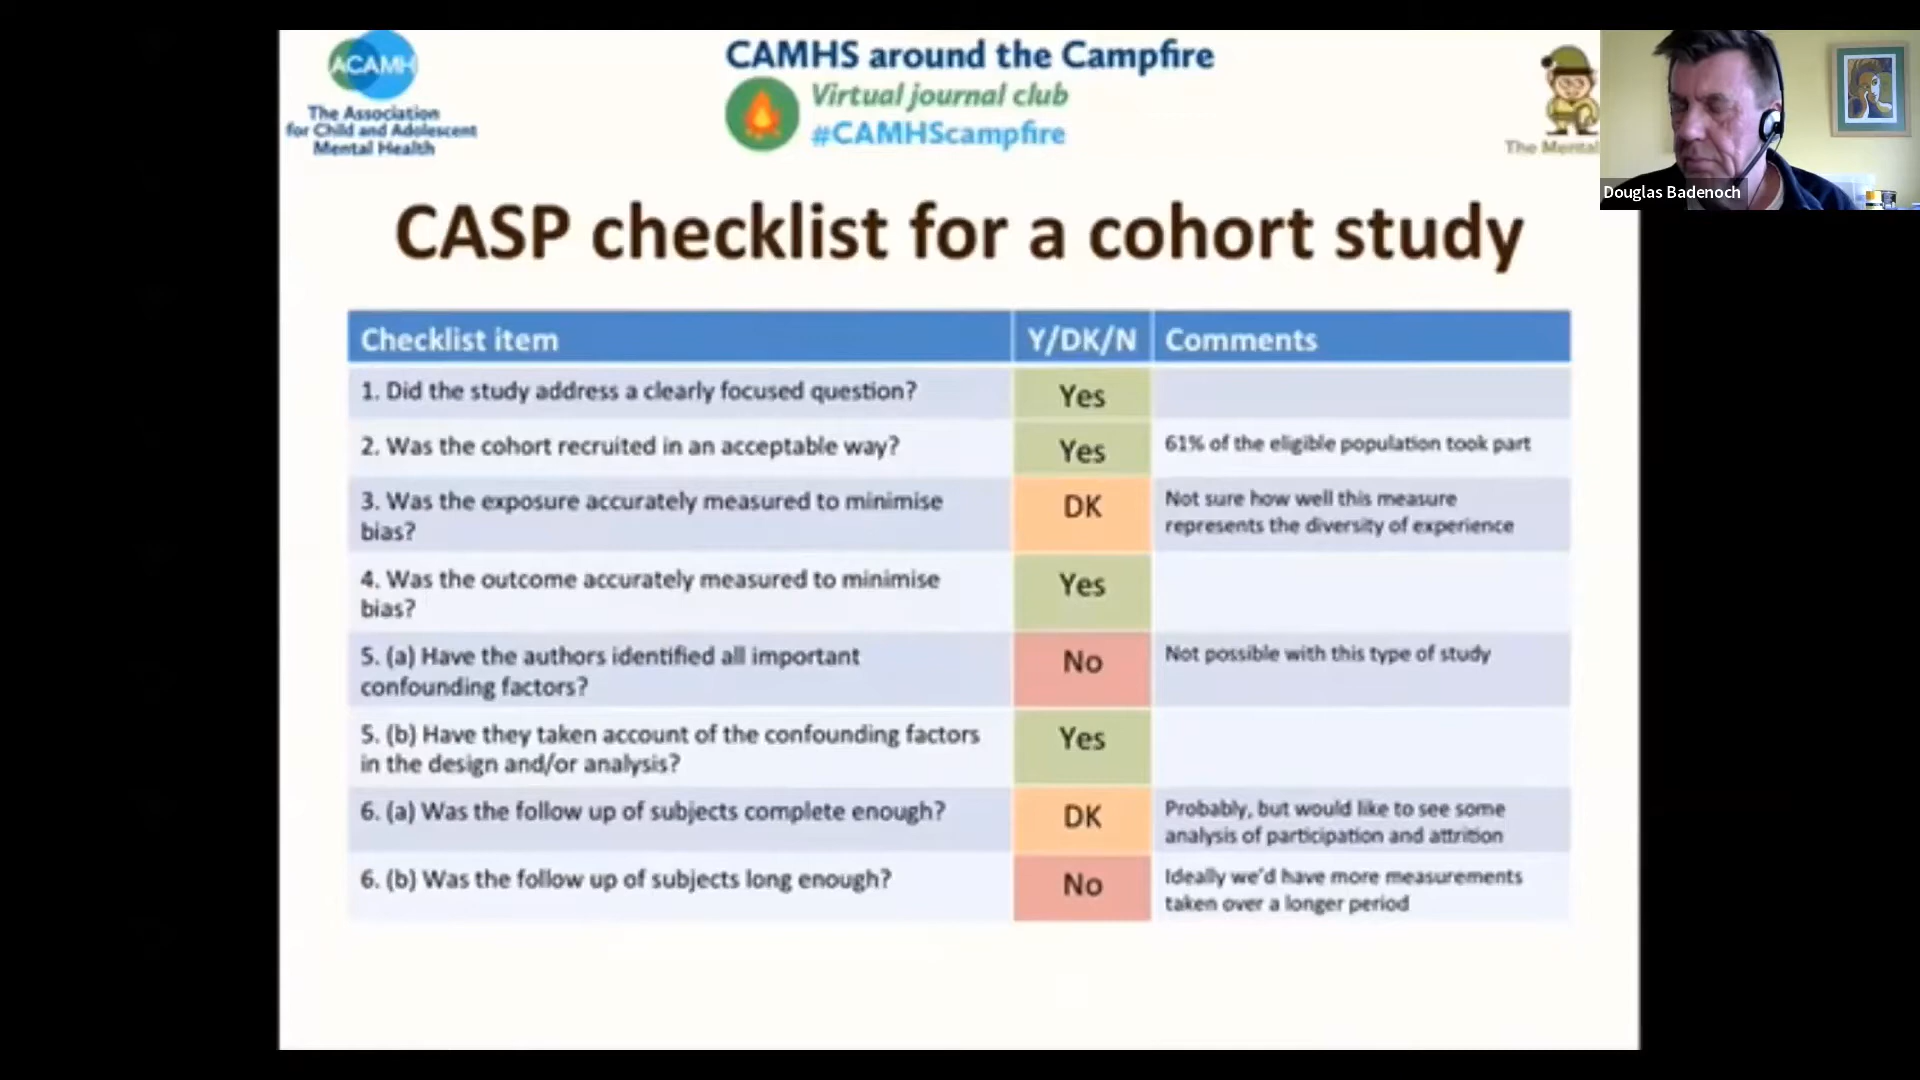 ACAMH
The Association
for Child and Adolescent
Mental Health
CAMHS around the Campfire
Virtual journal club
#CAMHScampfire
The Mental
Douglas Badenoch
CASP checklist for a cohort study
Checklist item Y/DK/N Comments
1. Did the study address a clearly focused question? Yes
2. Was the cohort recruited in an acceptable way? Yes 61% of the eligible population took part
3. Was the exposure accurately measured to minimise
bias?
DK
Not sure how well this measure
represents the diversity of experience
4. Was the outcome accurately measured to minimise
bias?
Yes
5. (a) Have the authors identified all important
confounding factors?
No
Not possible with this type of study
5. (b) Have they taken account of the confounding factors
in the design and/or analysis?
Yes
6. (a) Was the follow up of subjects complete enough?
DK
Probably, but would like to see some
analysis of participation and attrition
6. (b) Was the follow up of subjects long enough?
No
Ideally we'd have more measurements
taken over a longer period